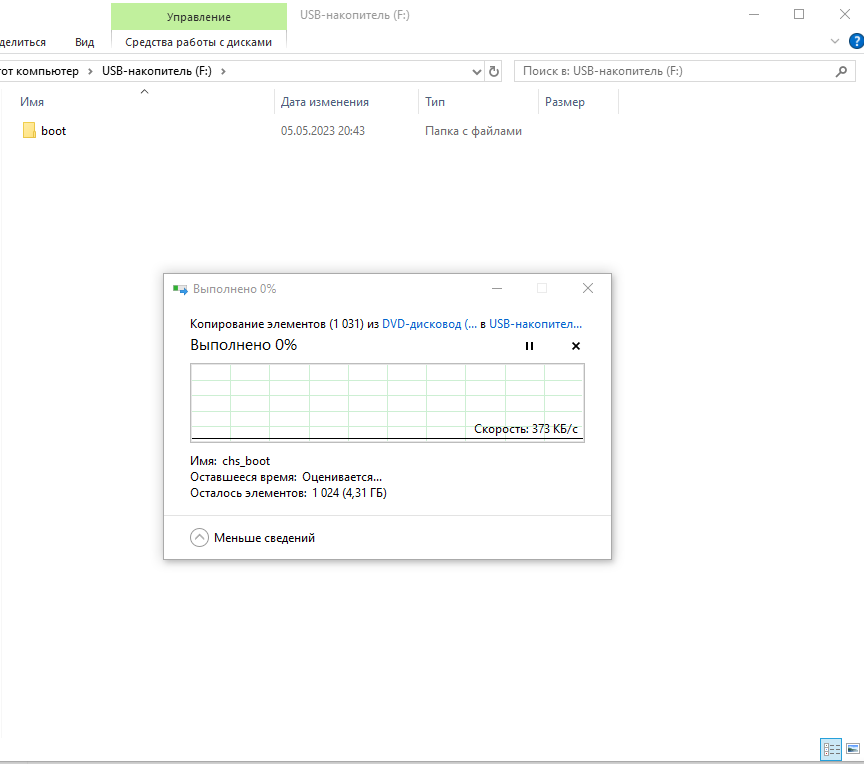 Управление
USB-накопитель (F:)
делиться Вид Средства работы с дисками
?
от компьютер › USB-накопитель (F:) ›
Поиск в: USB-накопитель (F:)
Имя Дата изменения Тип Размер
boot 05.05.2023 20:43 Папка с файлами
Выполнено 0%
Копирование элементов (1 031) из DVD-дисковод (... в USB-накопител...
Выполнено 0%
Скорость: 373 КБ/с
Имя: chs_boot
Оставшееся время: Оценивается...
Осталось элементов: 1 024 (4,31 ГБ)
Меньше сведений